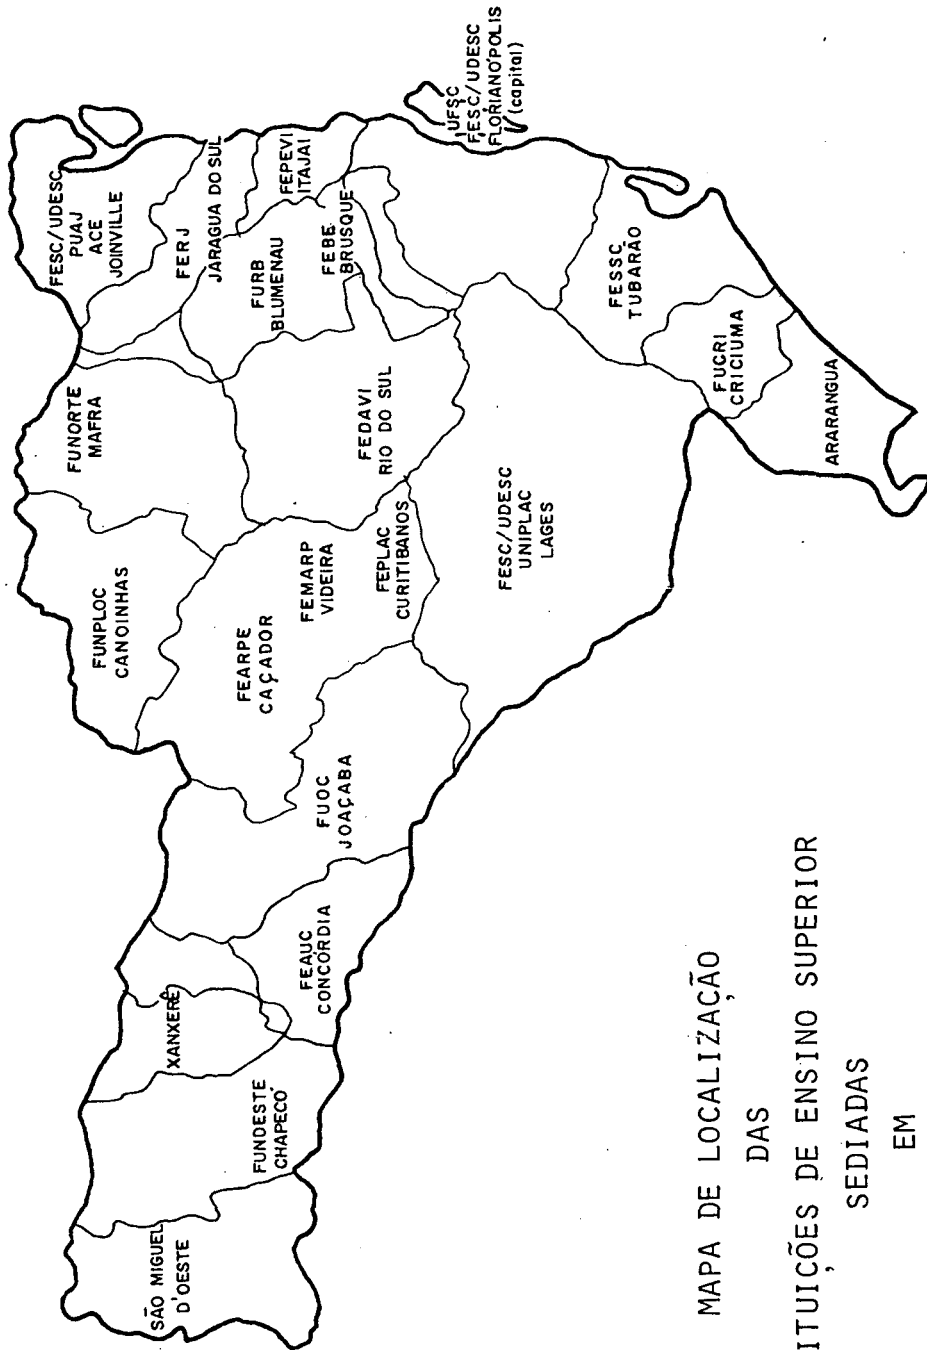 FESC/UDESC
PUAJ
ACE
JOINVILLE
FERJ
JARAGUA DO SUL
FEPEVI
ITAJAI
FURB
BLUMENAU
FEBE
BRUSQUE
UFSC
FESC/UDESC
FLORIANÓPOLIS
(capital)
FUNORTE
MAFRA
FUNPLOC
CANOINHAS
FEDAVI
RIO DO SUL
FEARPE
CAÇADOR
FEMARP
VIDEIRA
FEPLAC
CURITIBANOS
FESC/UDESC
UNIPLAC
LAGES
FESSC
TUBARÃO
FUCRI
CRICIUMA
ARARANGUA
FUOC
JOAÇABA
FEAUC
CONCÓRDIA
XANXERÊ
FUNDESTE
CHAPECÓ
SÃO MIGUEL
D'OESTE
MAPA DE LOCALIZAÇÃO
DAS
ITUIÇÕES DE ENSINO SUPERIOR
SEDIADAS
EM